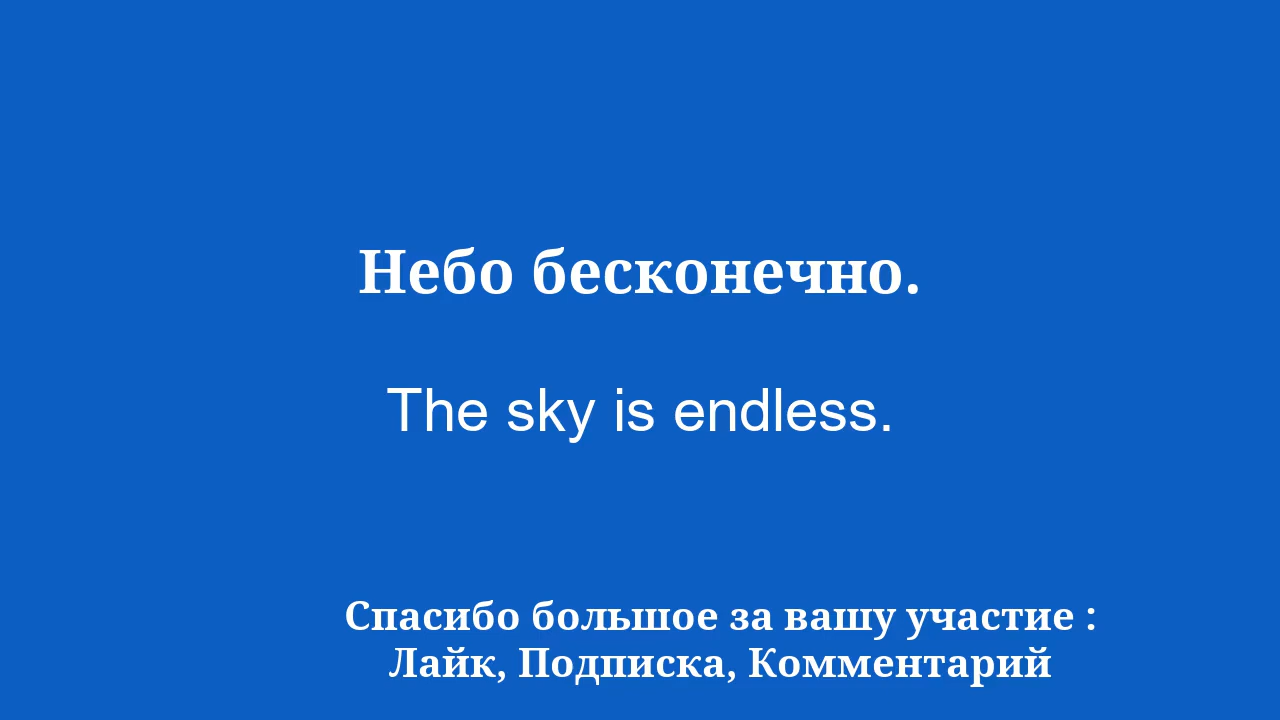 Небо бесконечно.
The sky is endless.
Спасибо большое за вашу участие :
Лайк, Подписка, Комментарий